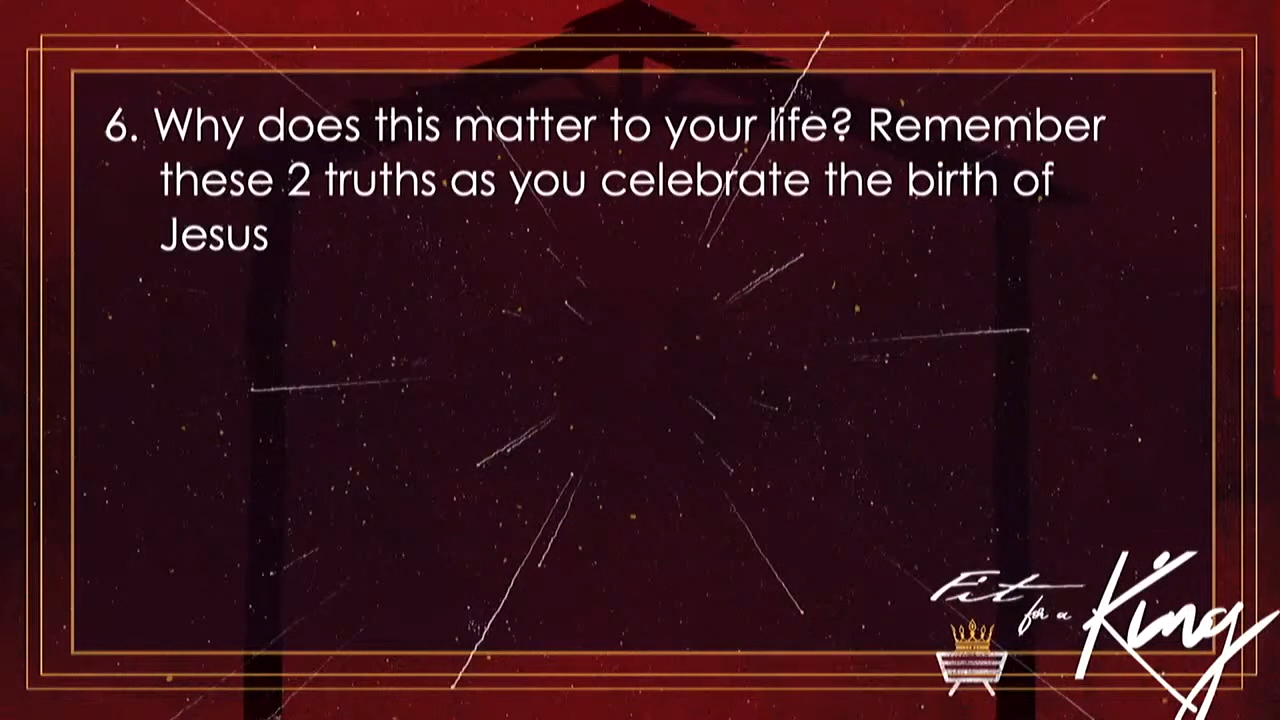 6. Why does this matter to your life? Remember
these 2 truths as you celebrate the birth of
Jesus
Fit
for a
King